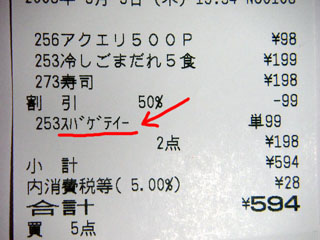 256アクエリ500P ¥98
253冷しごまだれ5食 ¥199
273寿司 ¥198
割 引 50% -99
253ｽﾊﾟｹﾞﾃｲー 単99
2点 ¥198
小 計 ¥594
内消費税等( 5.00%) ¥28
合計 ¥594
買 5点